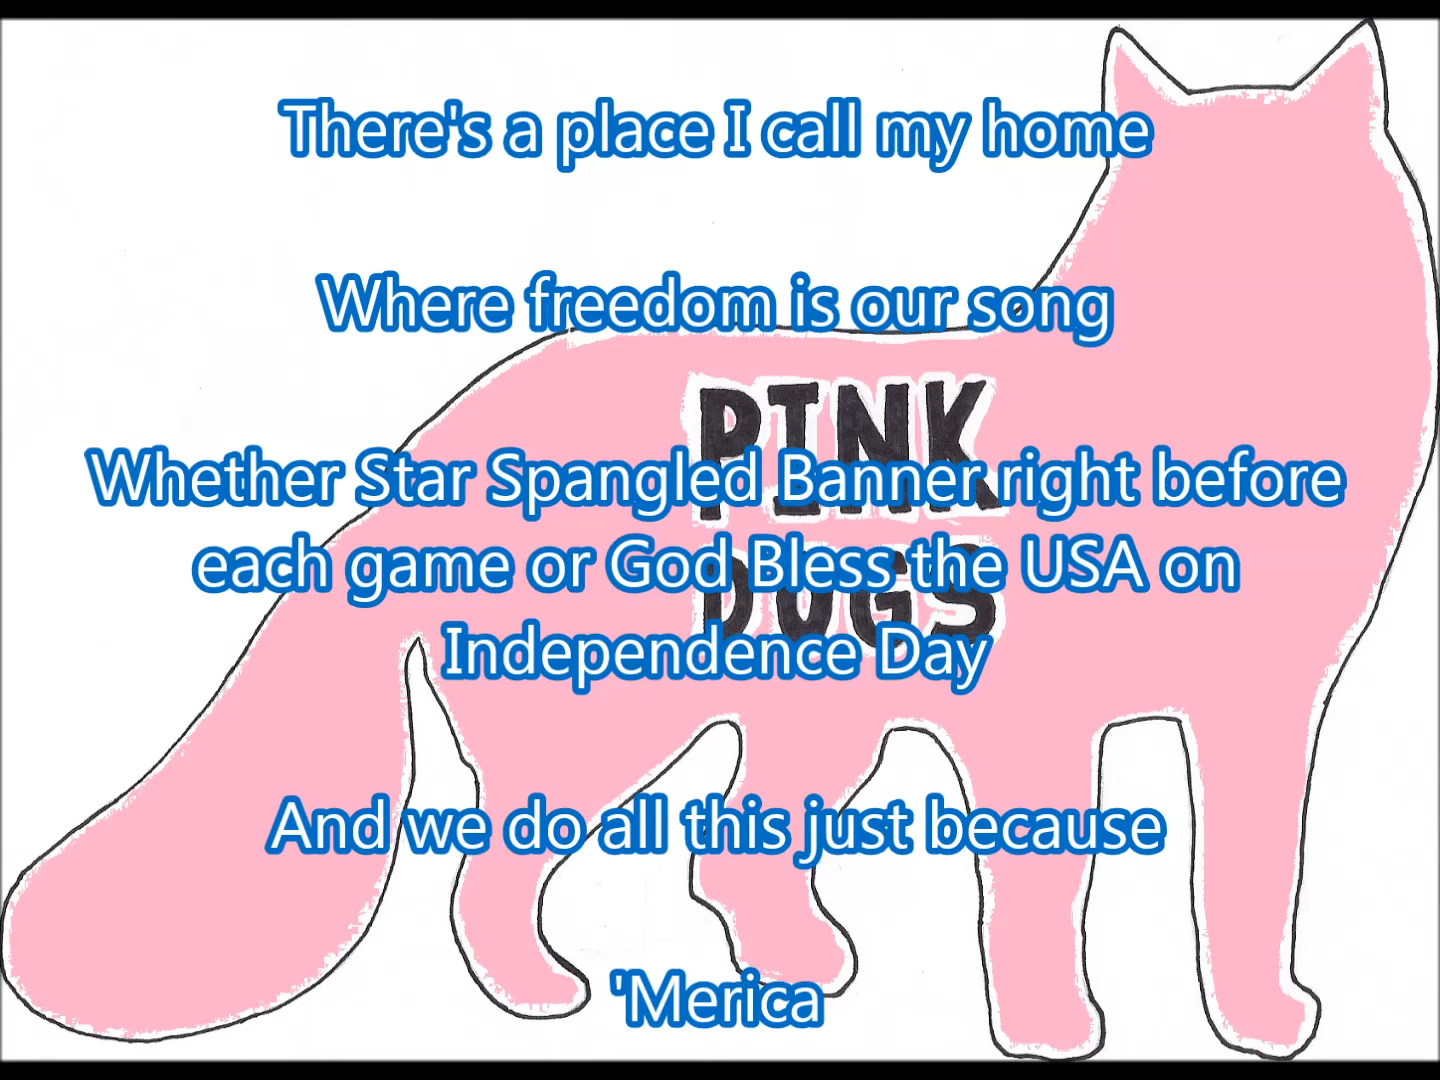 There's a place I call my home
Where freedom is our song
PINK
Whether Star Spangled Banner right before
each game or God Bless the USA on
DOGS
Independence Day
And we do all this just because
'Merica